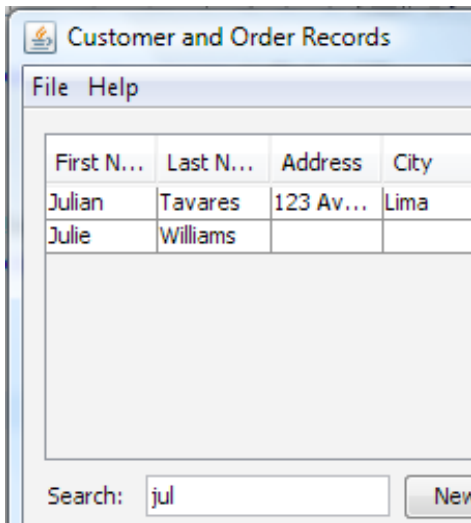 Customer and Order Records
File Help
First N... Last N... Address City
Julian Tavares 123 Av... Lima
Julie Williams
Search: jul New